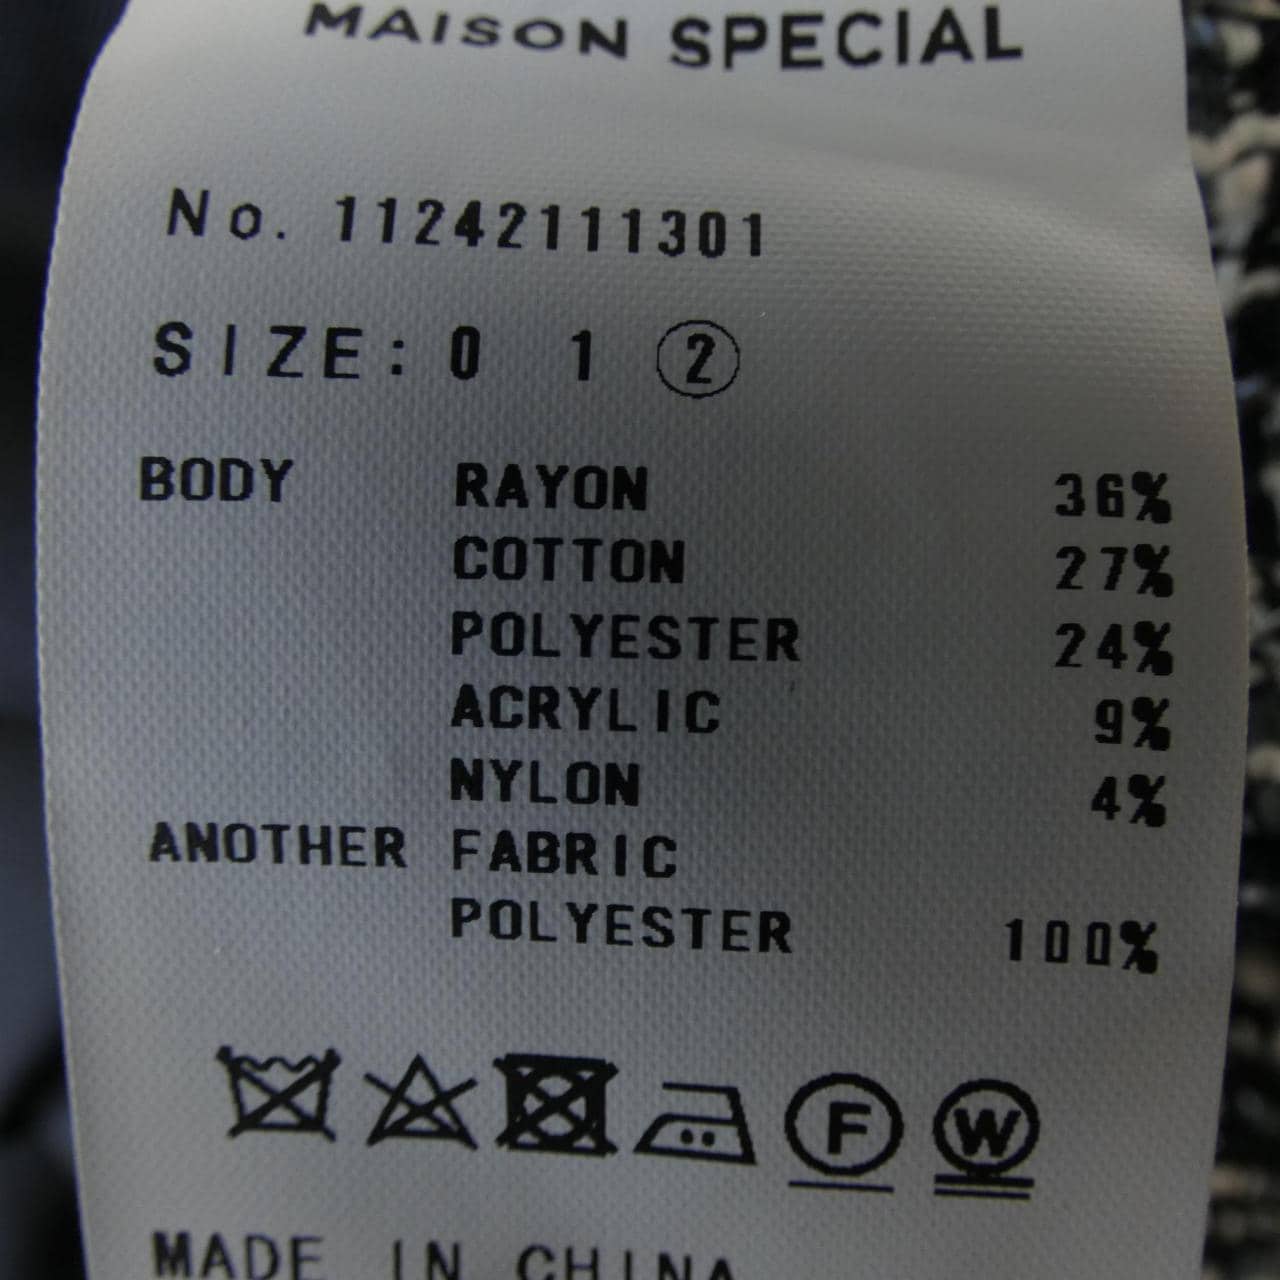 MAISON SPECIAL
No. 11242111301
SIZE: 0 1 2
BODY RAYON 36%
COTTON 27%
POLYESTER 24%
ACRYLIC 9%
NYLON 4%
ANOTHER FABRIC
POLYESTER 100%
F W
MADE IN CHINA